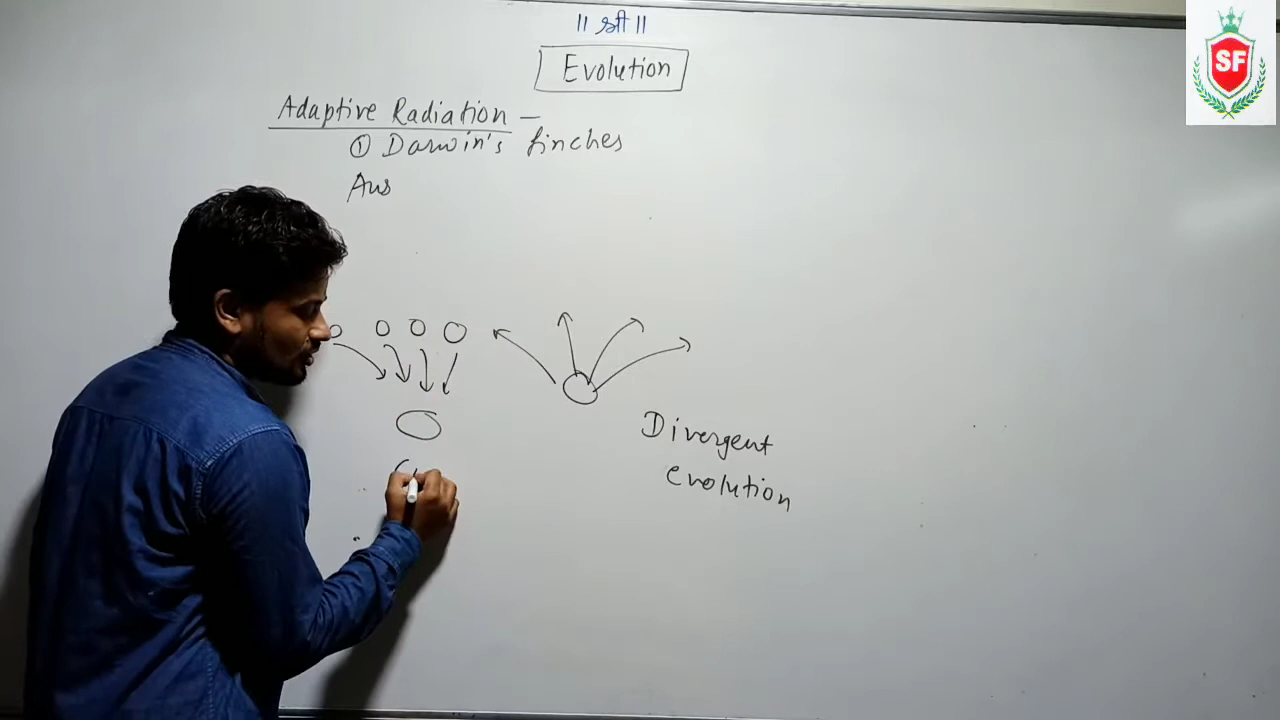 ॥ श्री ॥
Evolution
Adaptive Radiation -
① Darwin's finches
Aus
Divergent
evolution
SF